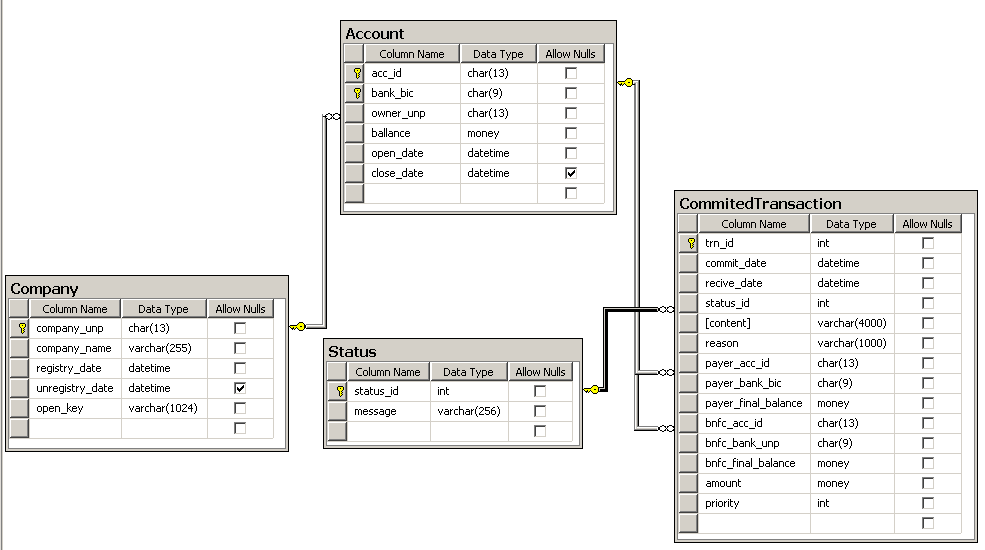 Account
Column Name Data Type Allow Nulls
acc_id char(13)
bank_bic char(9)
owner_unp char(13)
ballance money
open_date datetime
close_date datetime
CommitedTransaction
Column Name Data Type Allow Nulls
trn_id int
commit_date datetime
recive_date datetime
status_id int
[content] varchar(4000)
reason varchar(1000)
payer_acc_id char(13)
payer_bank_bic char(9)
payer_final_balance money
bnfc_acc_id char(13)
bnfc_bank_unp char(9)
bnfc_final_balance money
amount money
priority int
Company
Column Name Data Type Allow Nulls
company_unp char(13)
company_name varchar(255)
registry_date datetime
unregistry_date datetime
open_key varchar(1024)
Status
Column Name Data Type Allow Nulls
status_id int
message varchar(256)